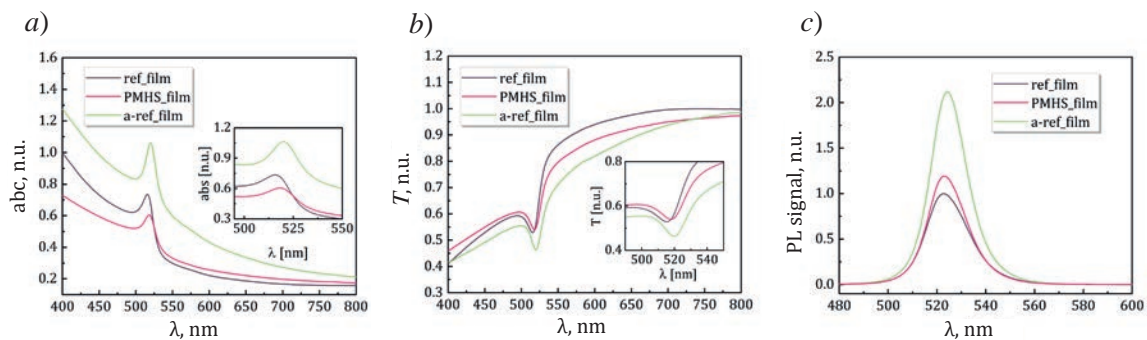 a)
abc, n.u.
1.6
1.4
1.2
1.0
0.8
0.6
0.4
0.2
ref_film
PMHS_film
a-ref_film
abs [n.u.]
1.2
0.9
0.6
0.3
500 525 550
λ [nm]
400 450 500 550 600 650 700 750 800
λ, nm
b)
T, n.u.
1.2
1.1
1.0
0.9
0.8
0.7
0.6
0.5
0.4
0.3
ref_film
PMHS_film
a-ref_film
T [n.u.]
0.8
0.6
0.4
500 520 540
λ [nm]
400 450 500 550 600 650 700 750 800
λ, nm
c)
PL signal, n.u.
2.5
2.0
1.5
1.0
0.5
0.0
ref_film
PMHS_film
a-ref_film
480 500 520 540 560 580 600
λ, nm